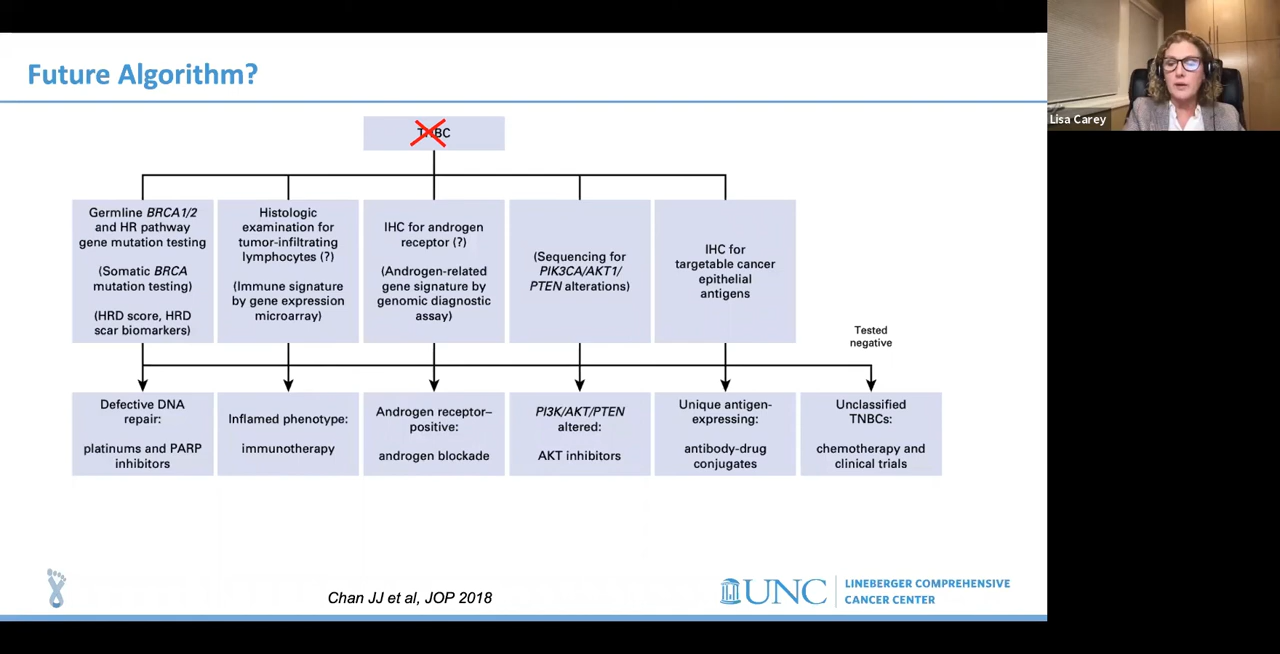 Future Algorithm?
Lisa Carey
TNBC
Germline BRCA1/2
and HR pathway
gene mutation testing
(Somatic BRCA
mutation testing)
(HRD score, HRD
scar biomarkers)
Histologic
examination for
tumor-infiltrating
lymphocytes (?)
(Immune signature
by gene expression
microarray)
IHC for androgen
receptor (?)
(Androgen-related
gene signature by
genomic diagnostic
assay)
(Sequencing for
PIK3CA/AKT1/
PTEN alterations)
IHC for
targetable cancer
epithelial
antigens
Tested
negative
Defective DNA
repair:
platinums and PARP
inhibitors
Inflamed phenotype:
immunotherapy
Androgen receptor–
positive:
androgen blockade
PI3K/AKT/PTEN
altered:
AKT inhibitors
Unique antigen-
expressing:
antibody-drug
conjugates
Unclassified
TNBCs:
chemotherapy and
clinical trials
Chan JJ et al, JOP 2018
UNC
LINEBERGER COMPREHENSIVE
CANCER CENTER